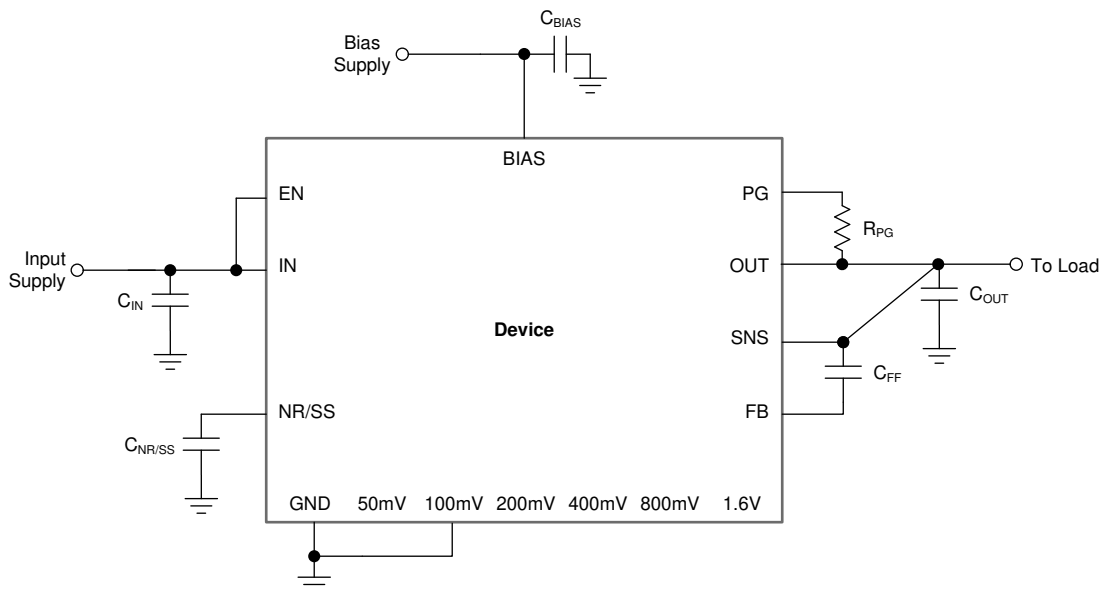 CBIAS
Bias
Supply
BIAS
EN
PG
RPG
Input
Supply
IN
OUT
To Load
CIN
COUT
Device
SNS
CFF
NR/SS
FB
CNR/SS
GND 50mV 100mV 200mV 400mV 800mV 1.6V